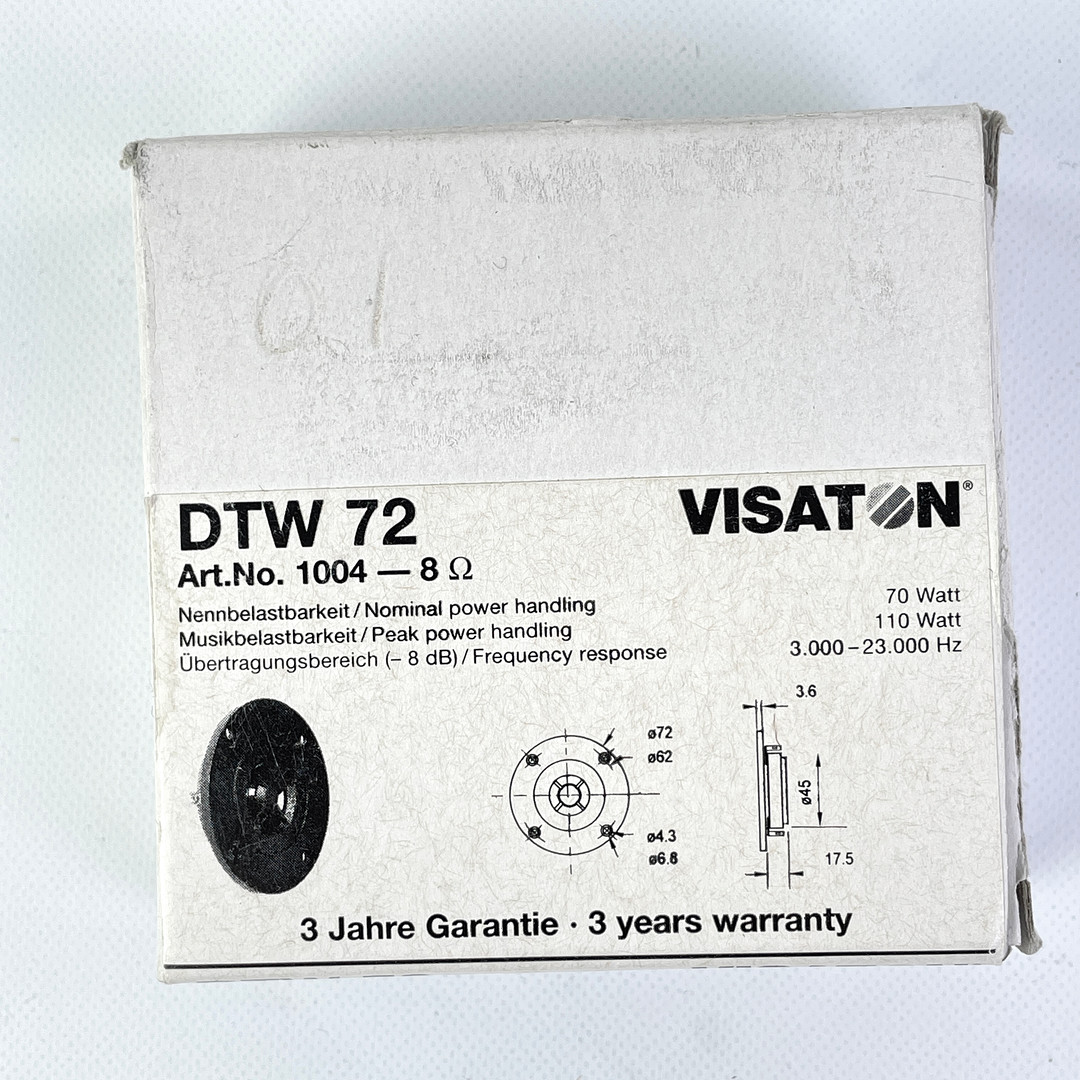 0.1
DTW 72
VISATON®
Art.No. 1004 — 8 Ω
Nennbelastbarkeit / Nominal power handling 70 Watt
Musikbelastbarkeit / Peak power handling 110 Watt
Übertragungsbereich (– 8 dB) / Frequency response 3.000 – 23.000 Hz
3.6
ø72
ø62
ø45
ø4.3
ø6.8
17.5
3 Jahre Garantie · 3 years warranty